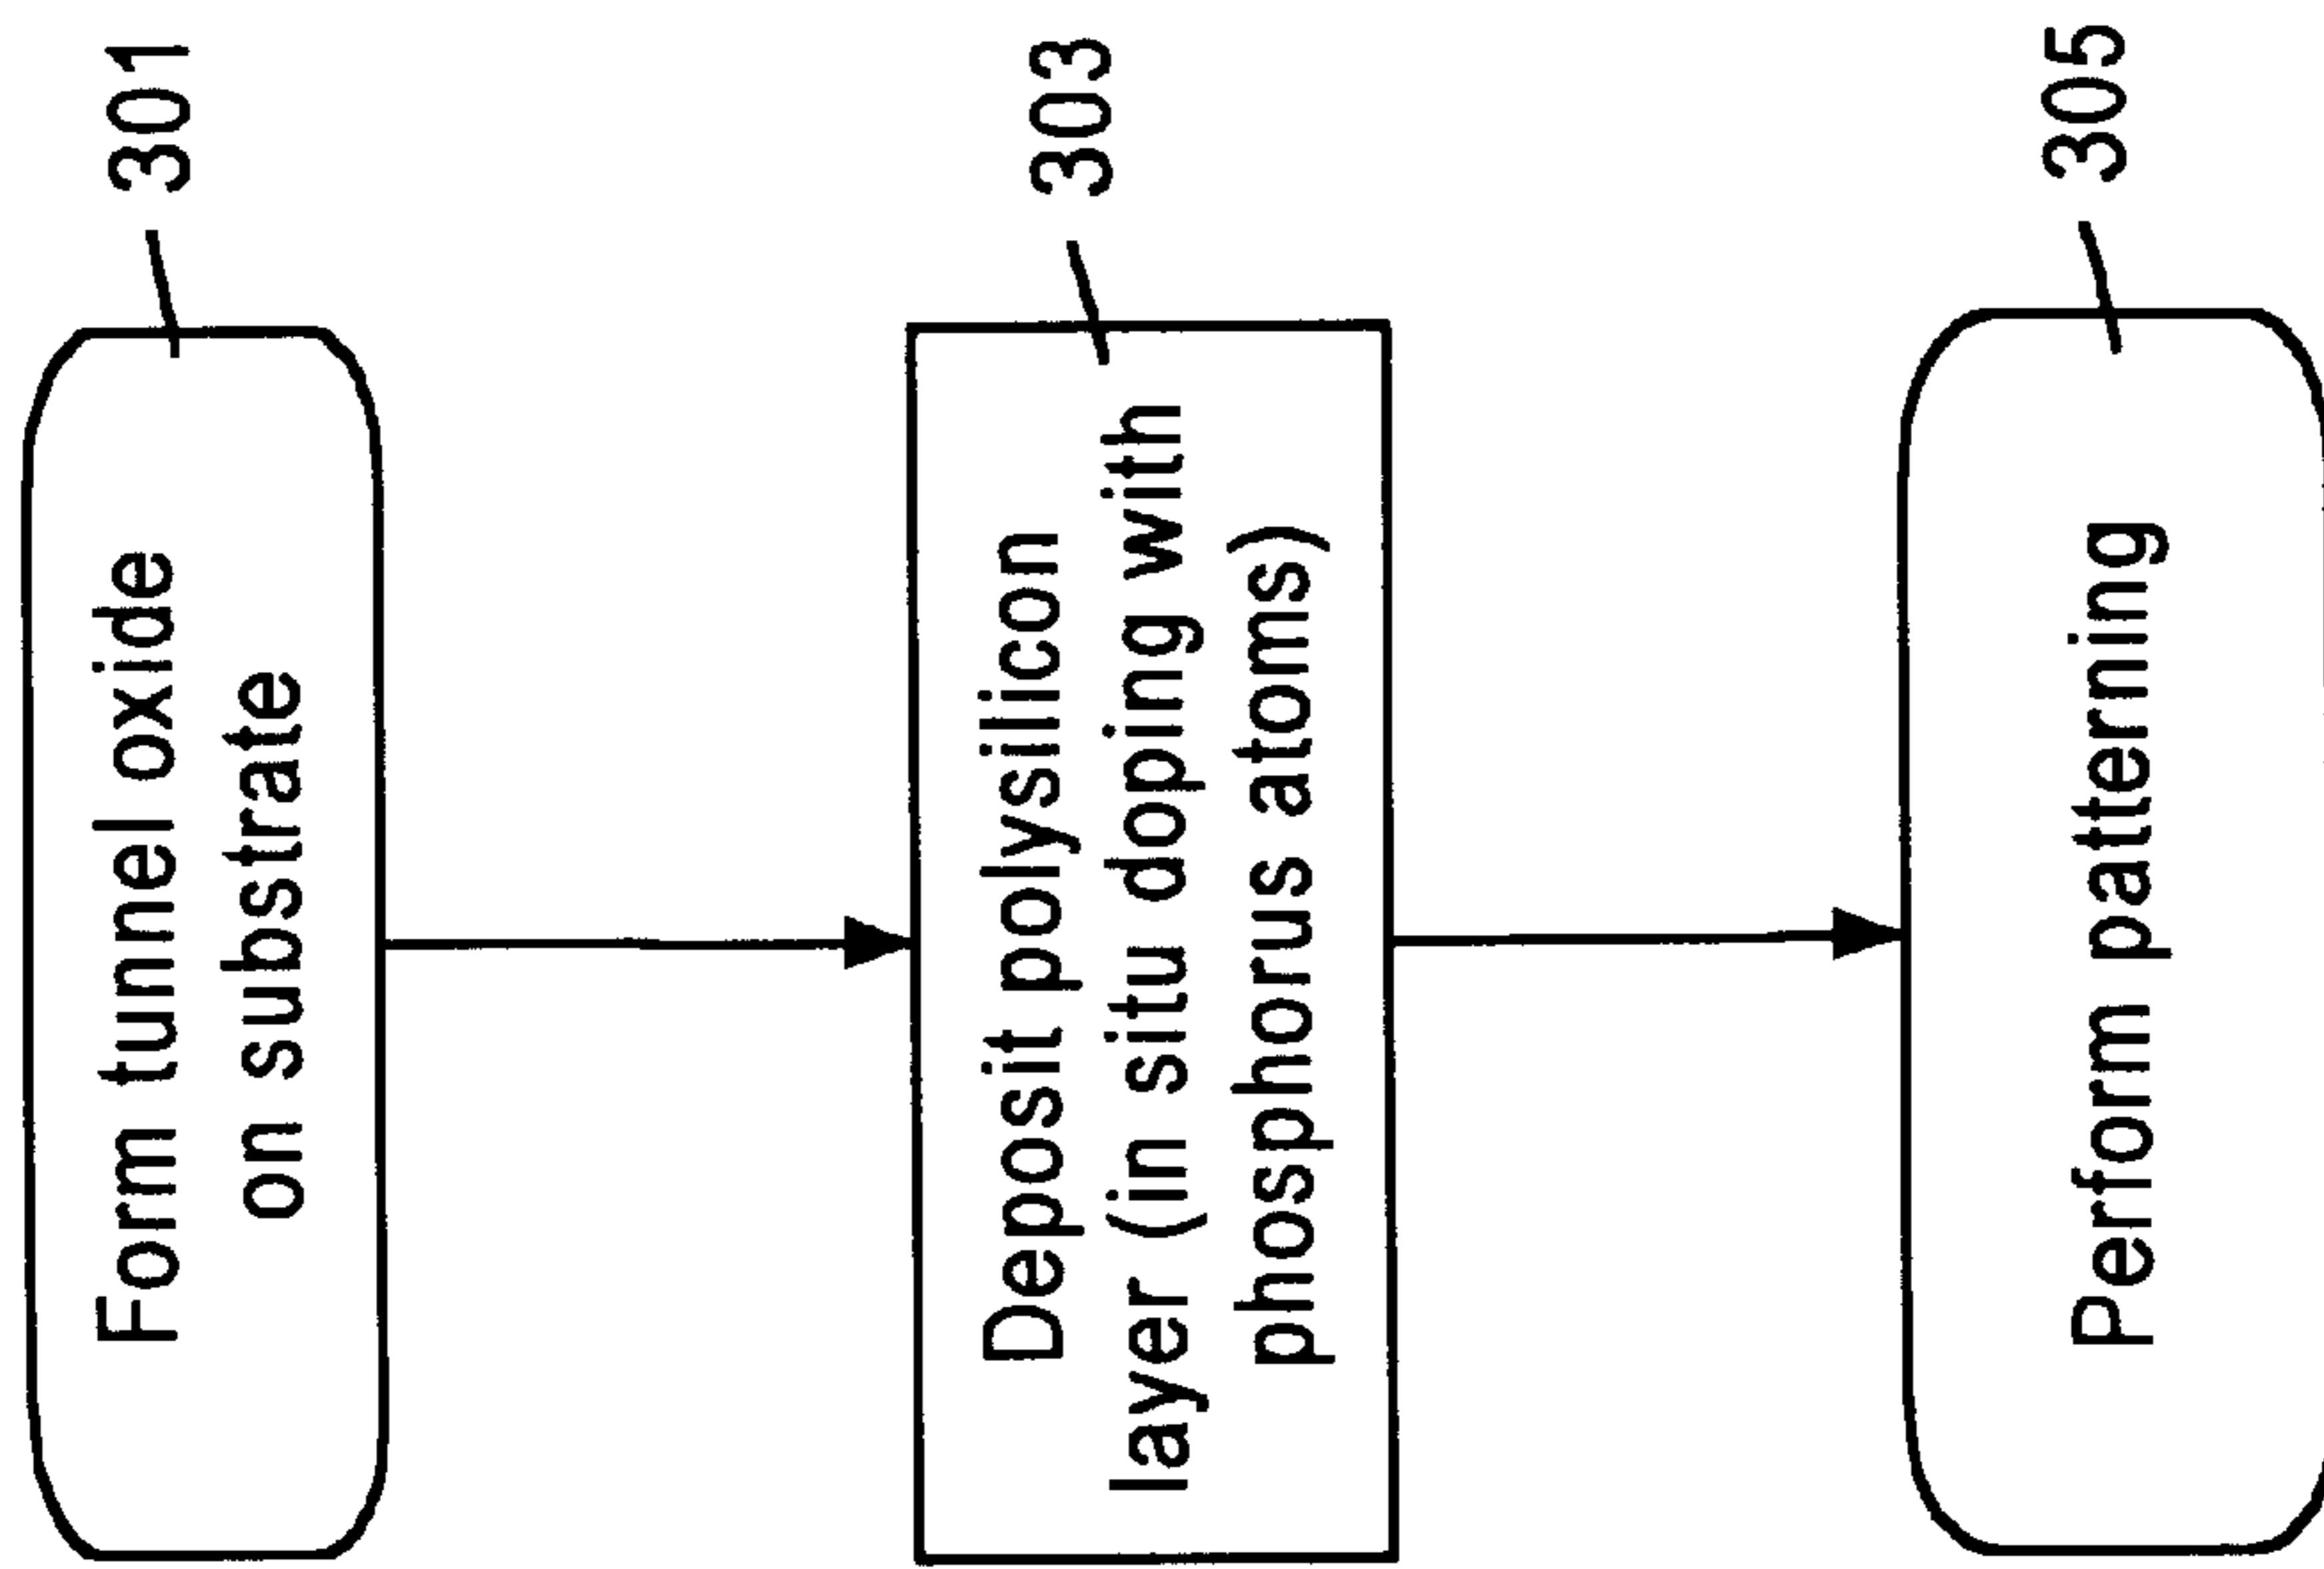 Form tunnel oxide
on substrate
301
Deposit polysilicon
layer (in situ doping with
phosphorus atoms)
303
Perform patterning
305